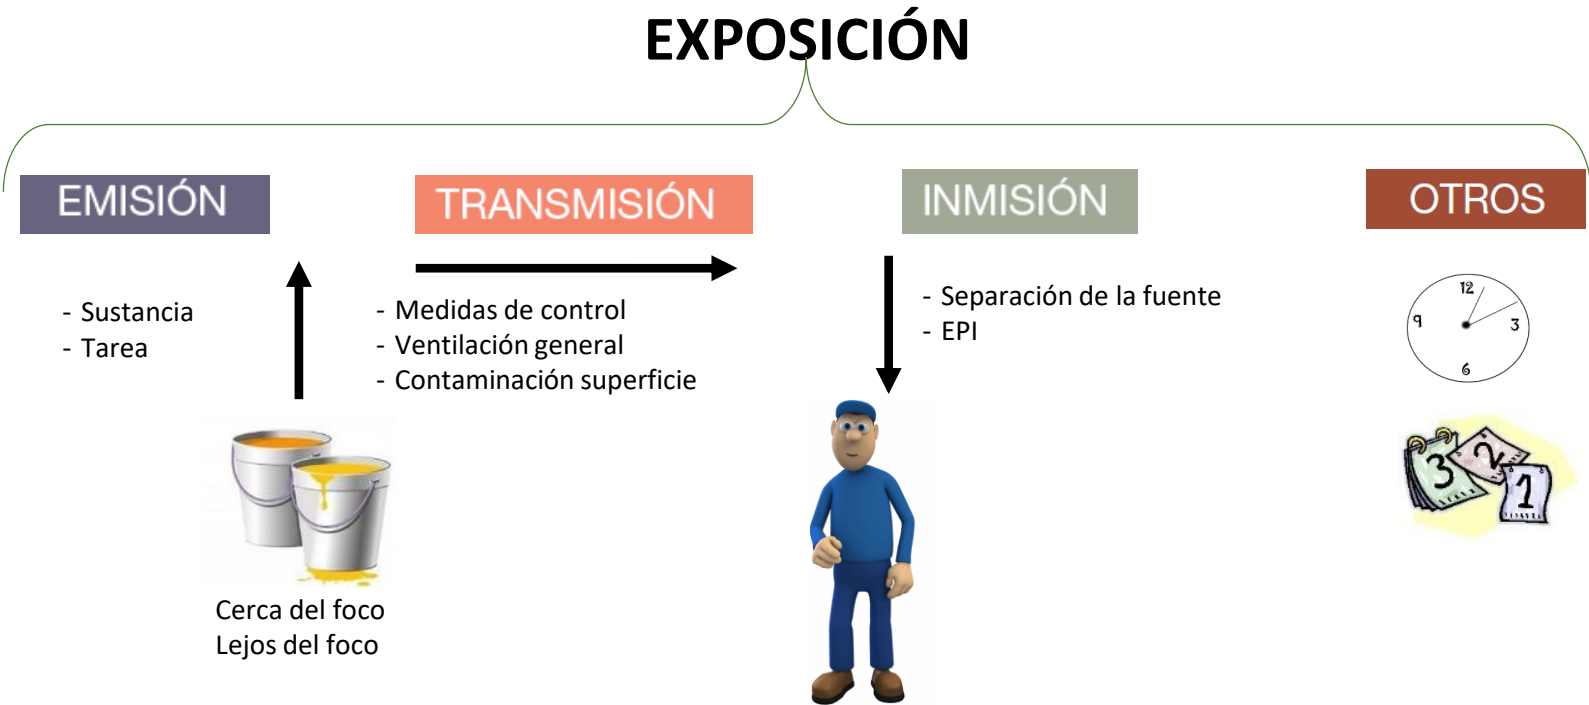 EXPOSICIÓN
EMISIÓN
- Sustancia
- Tarea
Cerca del foco
Lejos del foco
TRANSMISIÓN
- Medidas de control
- Ventilación general
- Contaminación superficie
INMISIÓN
- Separación de la fuente
- EPI
OTROS
12
9
3
6
3
2
1